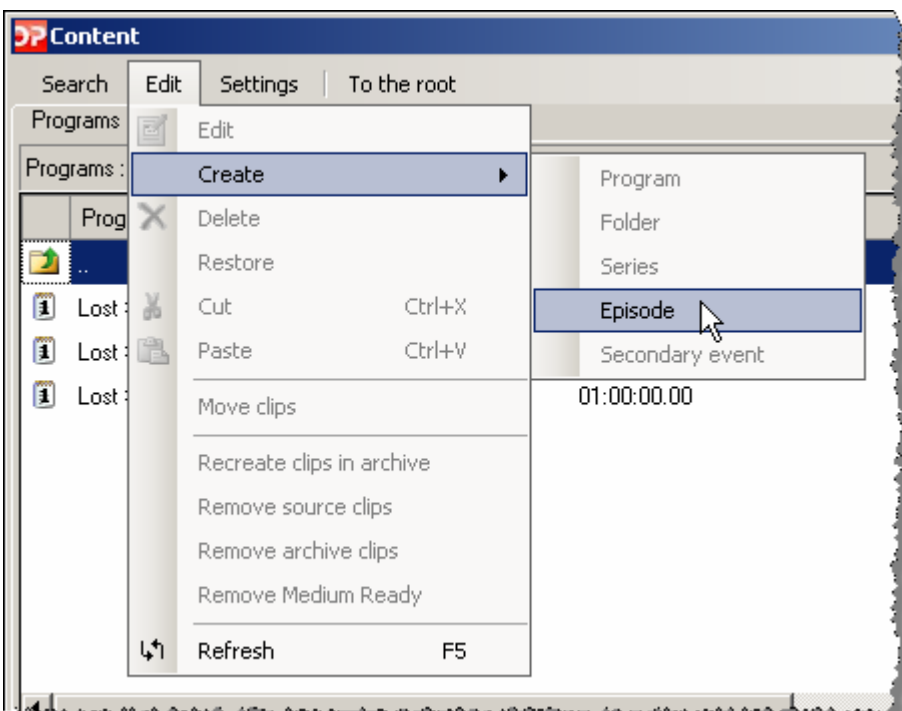 Content
Search Edit Settings To the root
Programs
Programs :
Edit
Create
Program
Prog
Delete
Folder
..
Restore
Series
Lost
Cut Ctrl+X
Episode
Lost
Paste Ctrl+V
Secondary event
Lost
Move clips
01:00:00.00
Recreate clips in archive
Remove source clips
Remove archive clips
Remove Medium Ready
Refresh F5